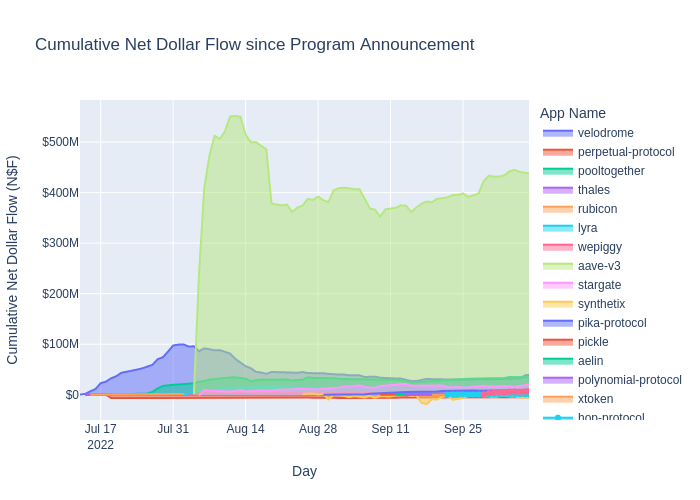 Cumulative Net Dollar Flow since Program Announcement
Cumulative Net Dollar Flow (N$F)
$500M
$400M
$300M
$200M
$100M
$0
Jul 17
2022
Jul 31
Aug 14
Aug 28
Sep 11
Sep 25
Day
App Name
velodrome
perpetual-protocol
pooltogether
thales
rubicon
lyra
wepiggy
aave-v3
stargate
synthetix
pika-protocol
pickle
aelin
polynomial-protocol
xtoken
hop-protocol